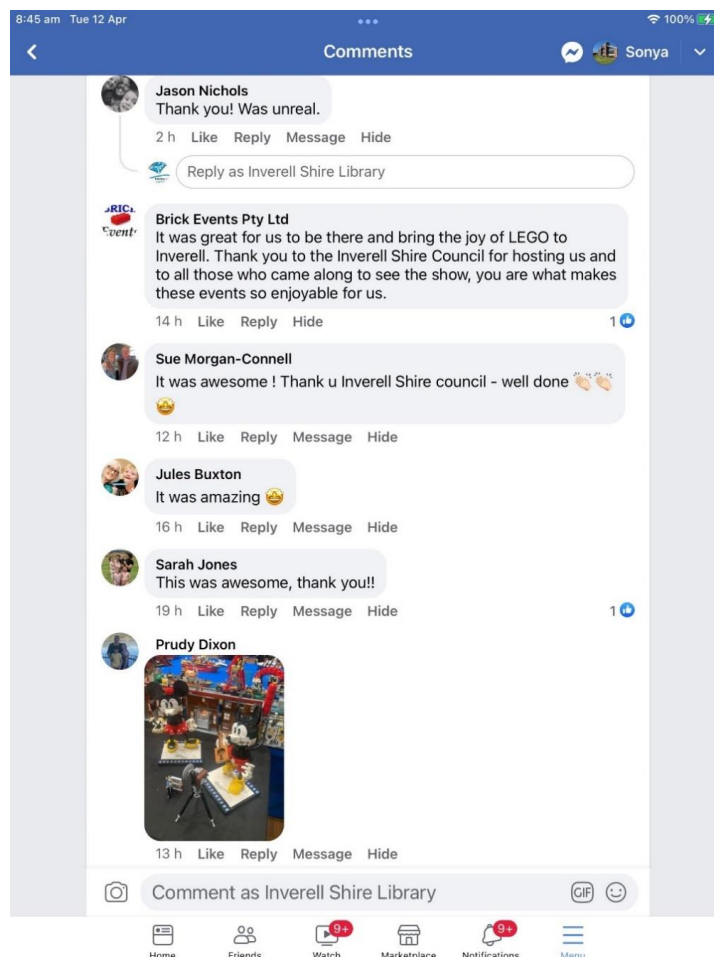 8:45 am Tue 12 Apr
100%
Comments
Sonya
Jason Nichols
Thank you! Was unreal.
2 h Like Reply Message Hide
Reply as Inverell Shire Library
Brick Events Pty Ltd
It was great for us to be there and bring the joy of LEGO to
Inverell. Thank you to the Inverell Shire Council for hosting us and
to all those who came along to see the show, you are what makes
these events so enjoyable for us.
14 h Like Reply Hide
1
Sue Morgan-Connell
It was awesome ! Thank u Inverell Shire council - well done 👏🏻👏🏻
🤩
12 h Like Reply Message Hide
Jules Buxton
It was amazing 🤩
16 h Like Reply Message Hide
Sarah Jones
This was awesome, thank you!!
19 h Like Reply Message Hide
1
Prudy Dixon
13 h Like Reply Message Hide
Comment as Inverell Shire Library
GIF
9+
9+
Home Friends Watch Marketplace Notifications Menu